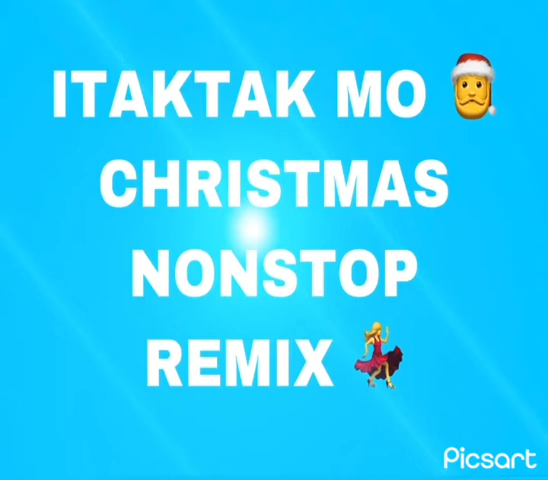 ITAKTAK MO 🎅
CHRISTMAS
NONSTOP
REMIX 💃
Picsart